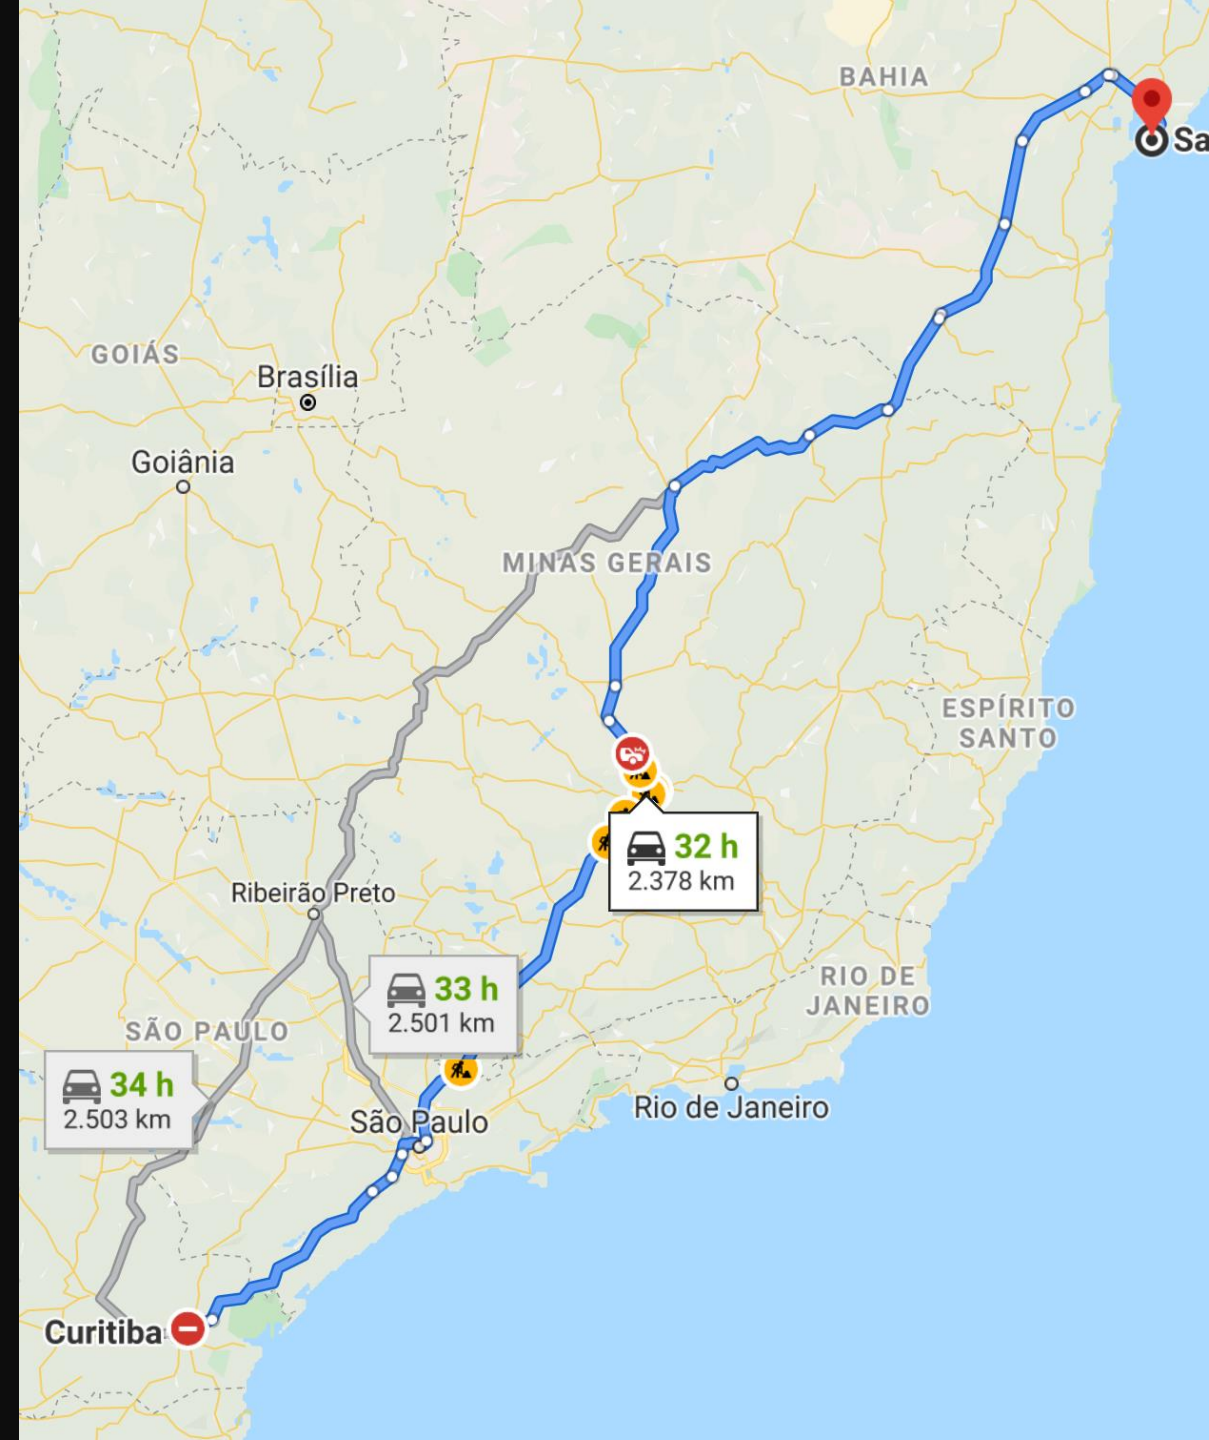 BAHIA
Sa
GOIÁS
Brasília
Goiânia
MINAS GERAIS
ESPÍRITO
SANTO
32 h
2.378 km
Ribeirão Preto
33 h
2.501 km
RIO DE
JANEIRO
SÃO PAULO
34 h
2.503 km
São Paulo
Rio de Janeiro
Curitiba